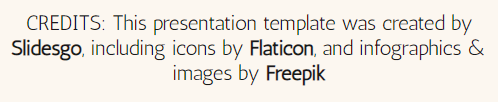 CREDITS: This presentation template was created by
Slidesgo, including icons by Flaticon, and infographics &
images by Freepik